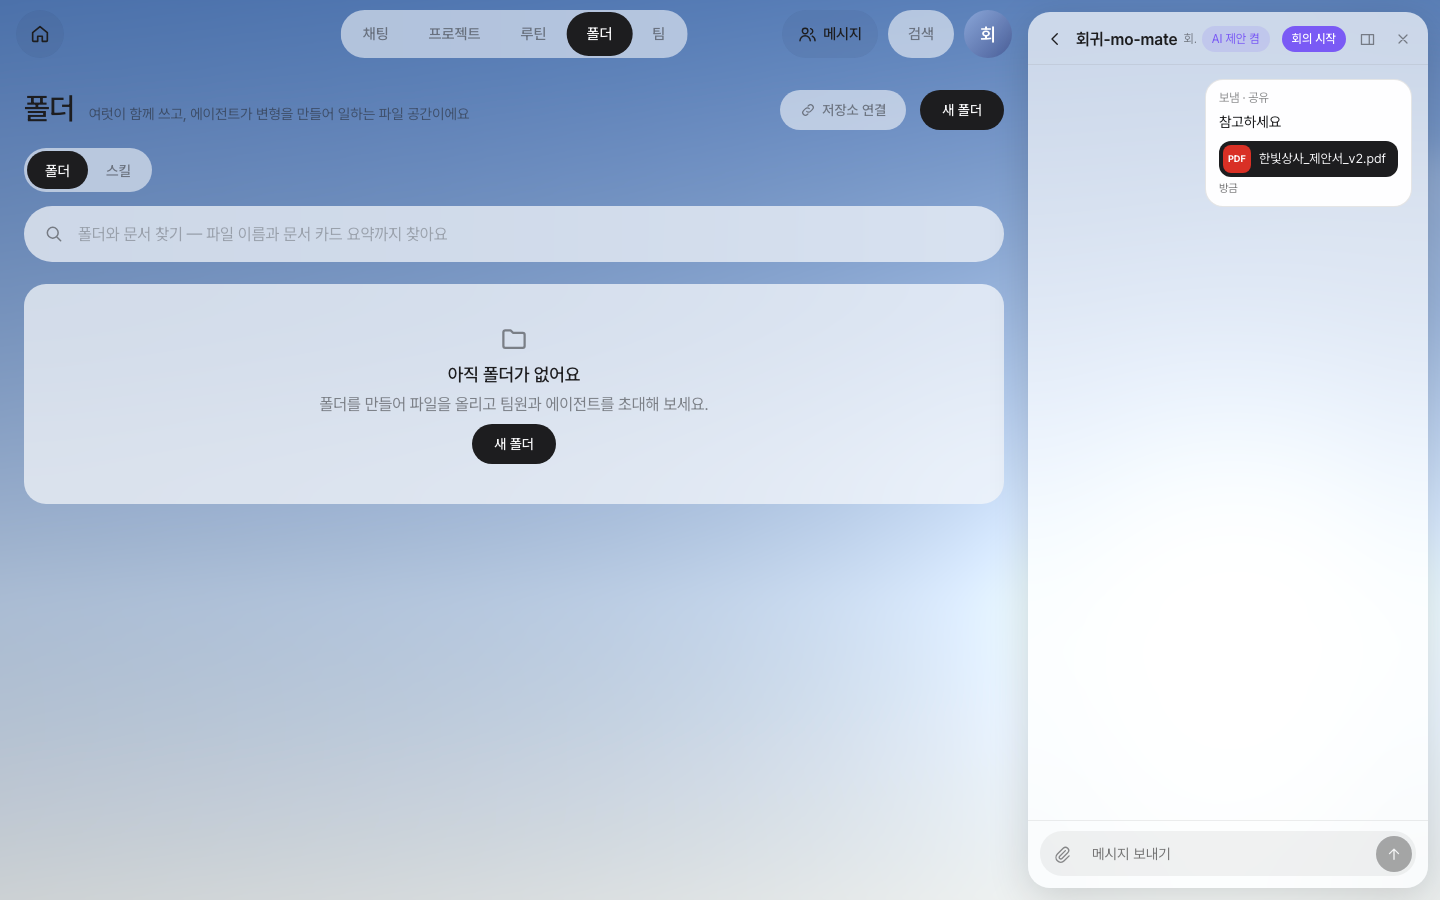 채팅
프로젝트
루틴
폴더
팀
메시지
검색
회
폴더
여럿이 함께 쓰고, 에이전트가 변형을 만들어 일하는 파일 공간이에요
저장소 연결
새 폴더
폴더
스킬
폴더와 문서 찾기 — 파일 이름과 문서 카드 요약까지 찾아요
아직 폴더가 없어요
폴더를 만들어 파일을 올리고 팀원과 에이전트를 초대해 보세요.
새 폴더
회귀-mo-mate
회.
AI 제안 켬
회의 시작
보냄 · 공유
참고하세요
PDF
한빛상사_제안서_v2.pdf
방금
메시지 보내기